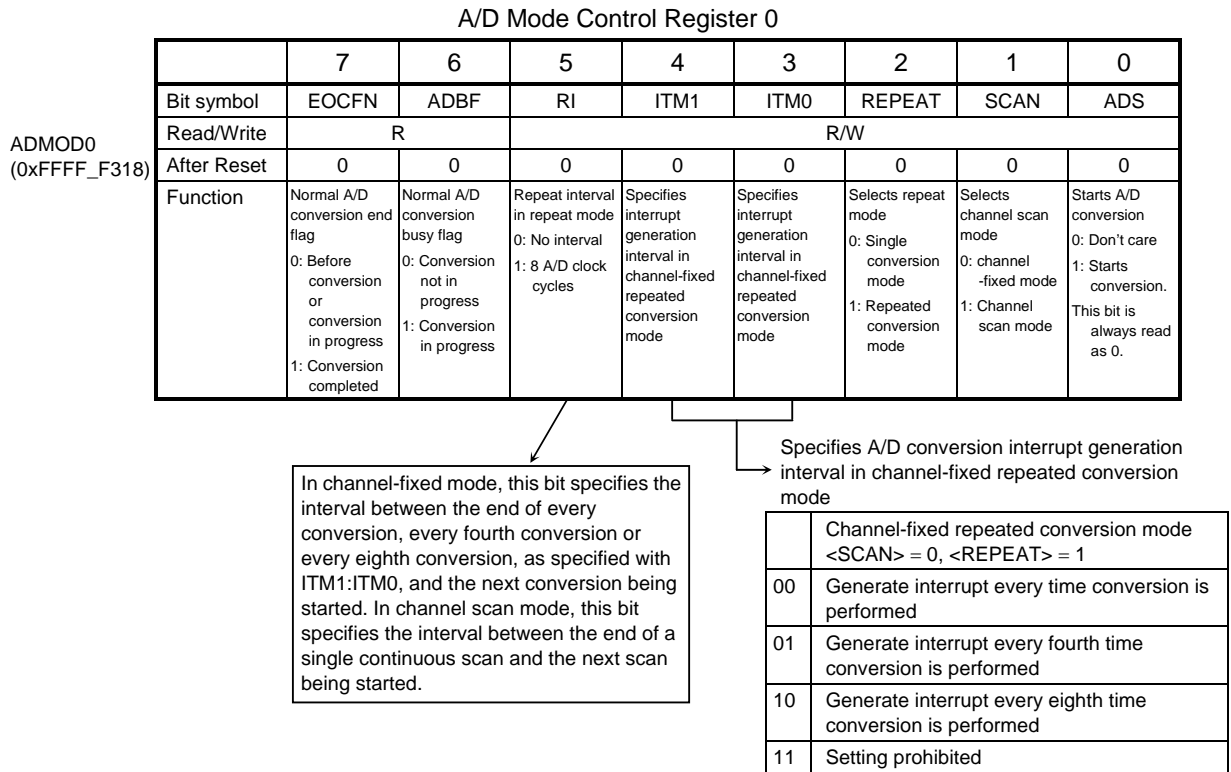 A/D Mode Control Register 0
7 6 5 4 3 2 1 0
Bit symbol EOCFN ADBF RI ITM1 ITM0 REPEAT SCAN ADS
Read/Write R R/W
ADMOD0
(0xFFFF_F318)
After Reset 0 0 0 0 0 0 0 0
Function
Normal A/D
conversion end
flag
0: Before
conversion
or
conversion
in progress
1: Conversion
completed
Normal A/D
conversion
busy flag
0: Conversion
not in
progress
1: Conversion
in progress
Repeat interval
in repeat mode
0: No interval
1: 8 A/D clock
cycles
Specifies
interrupt
generation
interval in
channel-fixed
repeated
conversion
mode
Specifies
interrupt
generation
interval in
channel-fixed
repeated
conversion
mode
Selects repeat
mode
0: Single
conversion
mode
1: Repeated
conversion
mode
Selects
channel scan
mode
0: channel
-fixed mode
1: Channel
scan mode
Starts A/D
conversion
0: Don't care
1: Starts
conversion.
This bit is
always read
as 0.
In channel-fixed mode, this bit specifies the
interval between the end of every
conversion, every fourth conversion or
every eighth conversion, as specified with
ITM1:ITM0, and the next conversion being
started. In channel scan mode, this bit
specifies the interval between the end of a
single continuous scan and the next scan
being started.
Specifies A/D conversion interrupt generation
interval in channel-fixed repeated conversion
mode
Channel-fixed repeated conversion mode
<SCAN> = 0, <REPEAT> = 1
00 Generate interrupt every time conversion is
performed
01 Generate interrupt every fourth time
conversion is performed
10 Generate interrupt every eighth time
conversion is performed
11 Setting prohibited